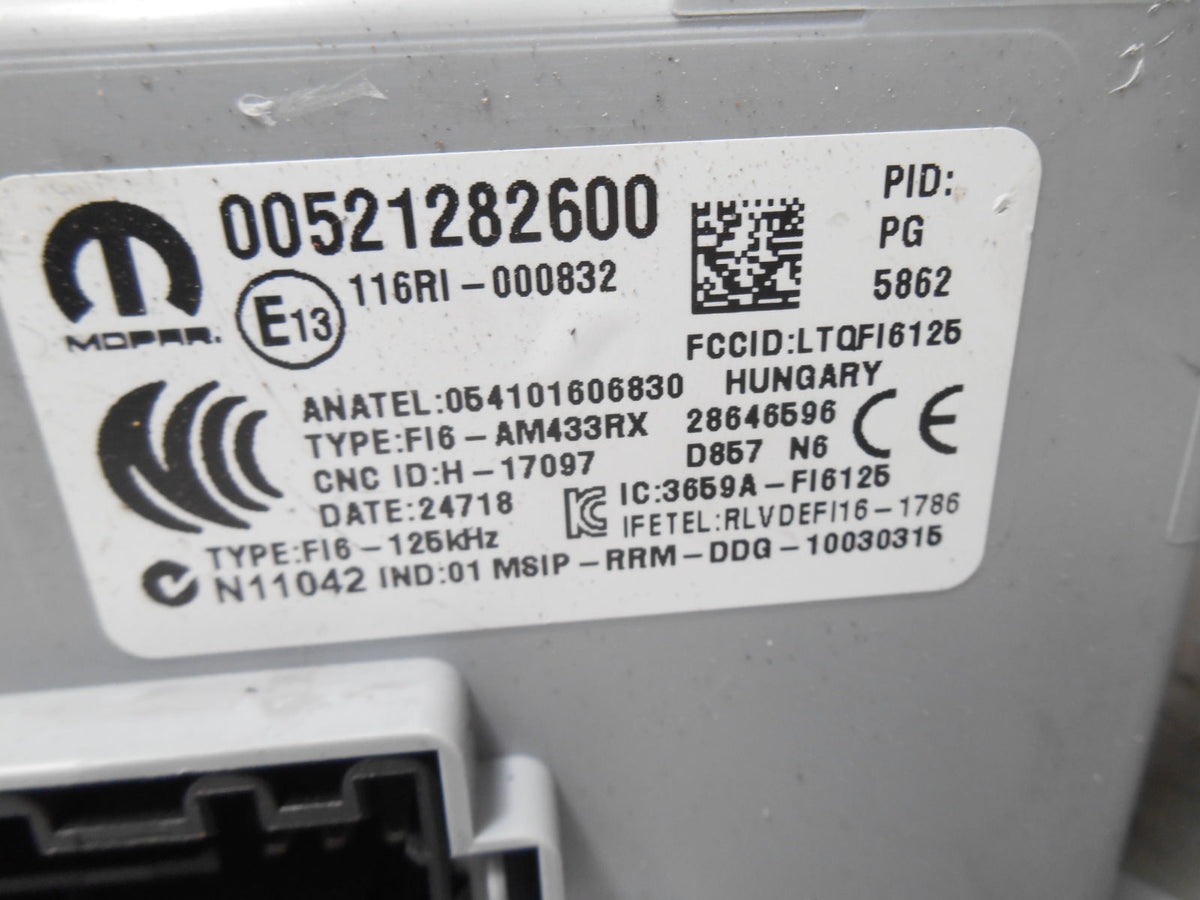 00521282600
PID:
PG
5862
MOPAR.
E13
116RI-000832
FCCID:LTQFI6125
ANATEL:054101606830
HUNGARY
TYPE:FI6-AM433RX
28646596
CE
CNC ID:H-17097
D857 N6
DATE:24718
IC:3659A-FI6125
TYPE:FI6-125kHz
IFETEL:RLVDEFI16-1786
N11042 IND:01 MSIP-RRM-DDG-10030315